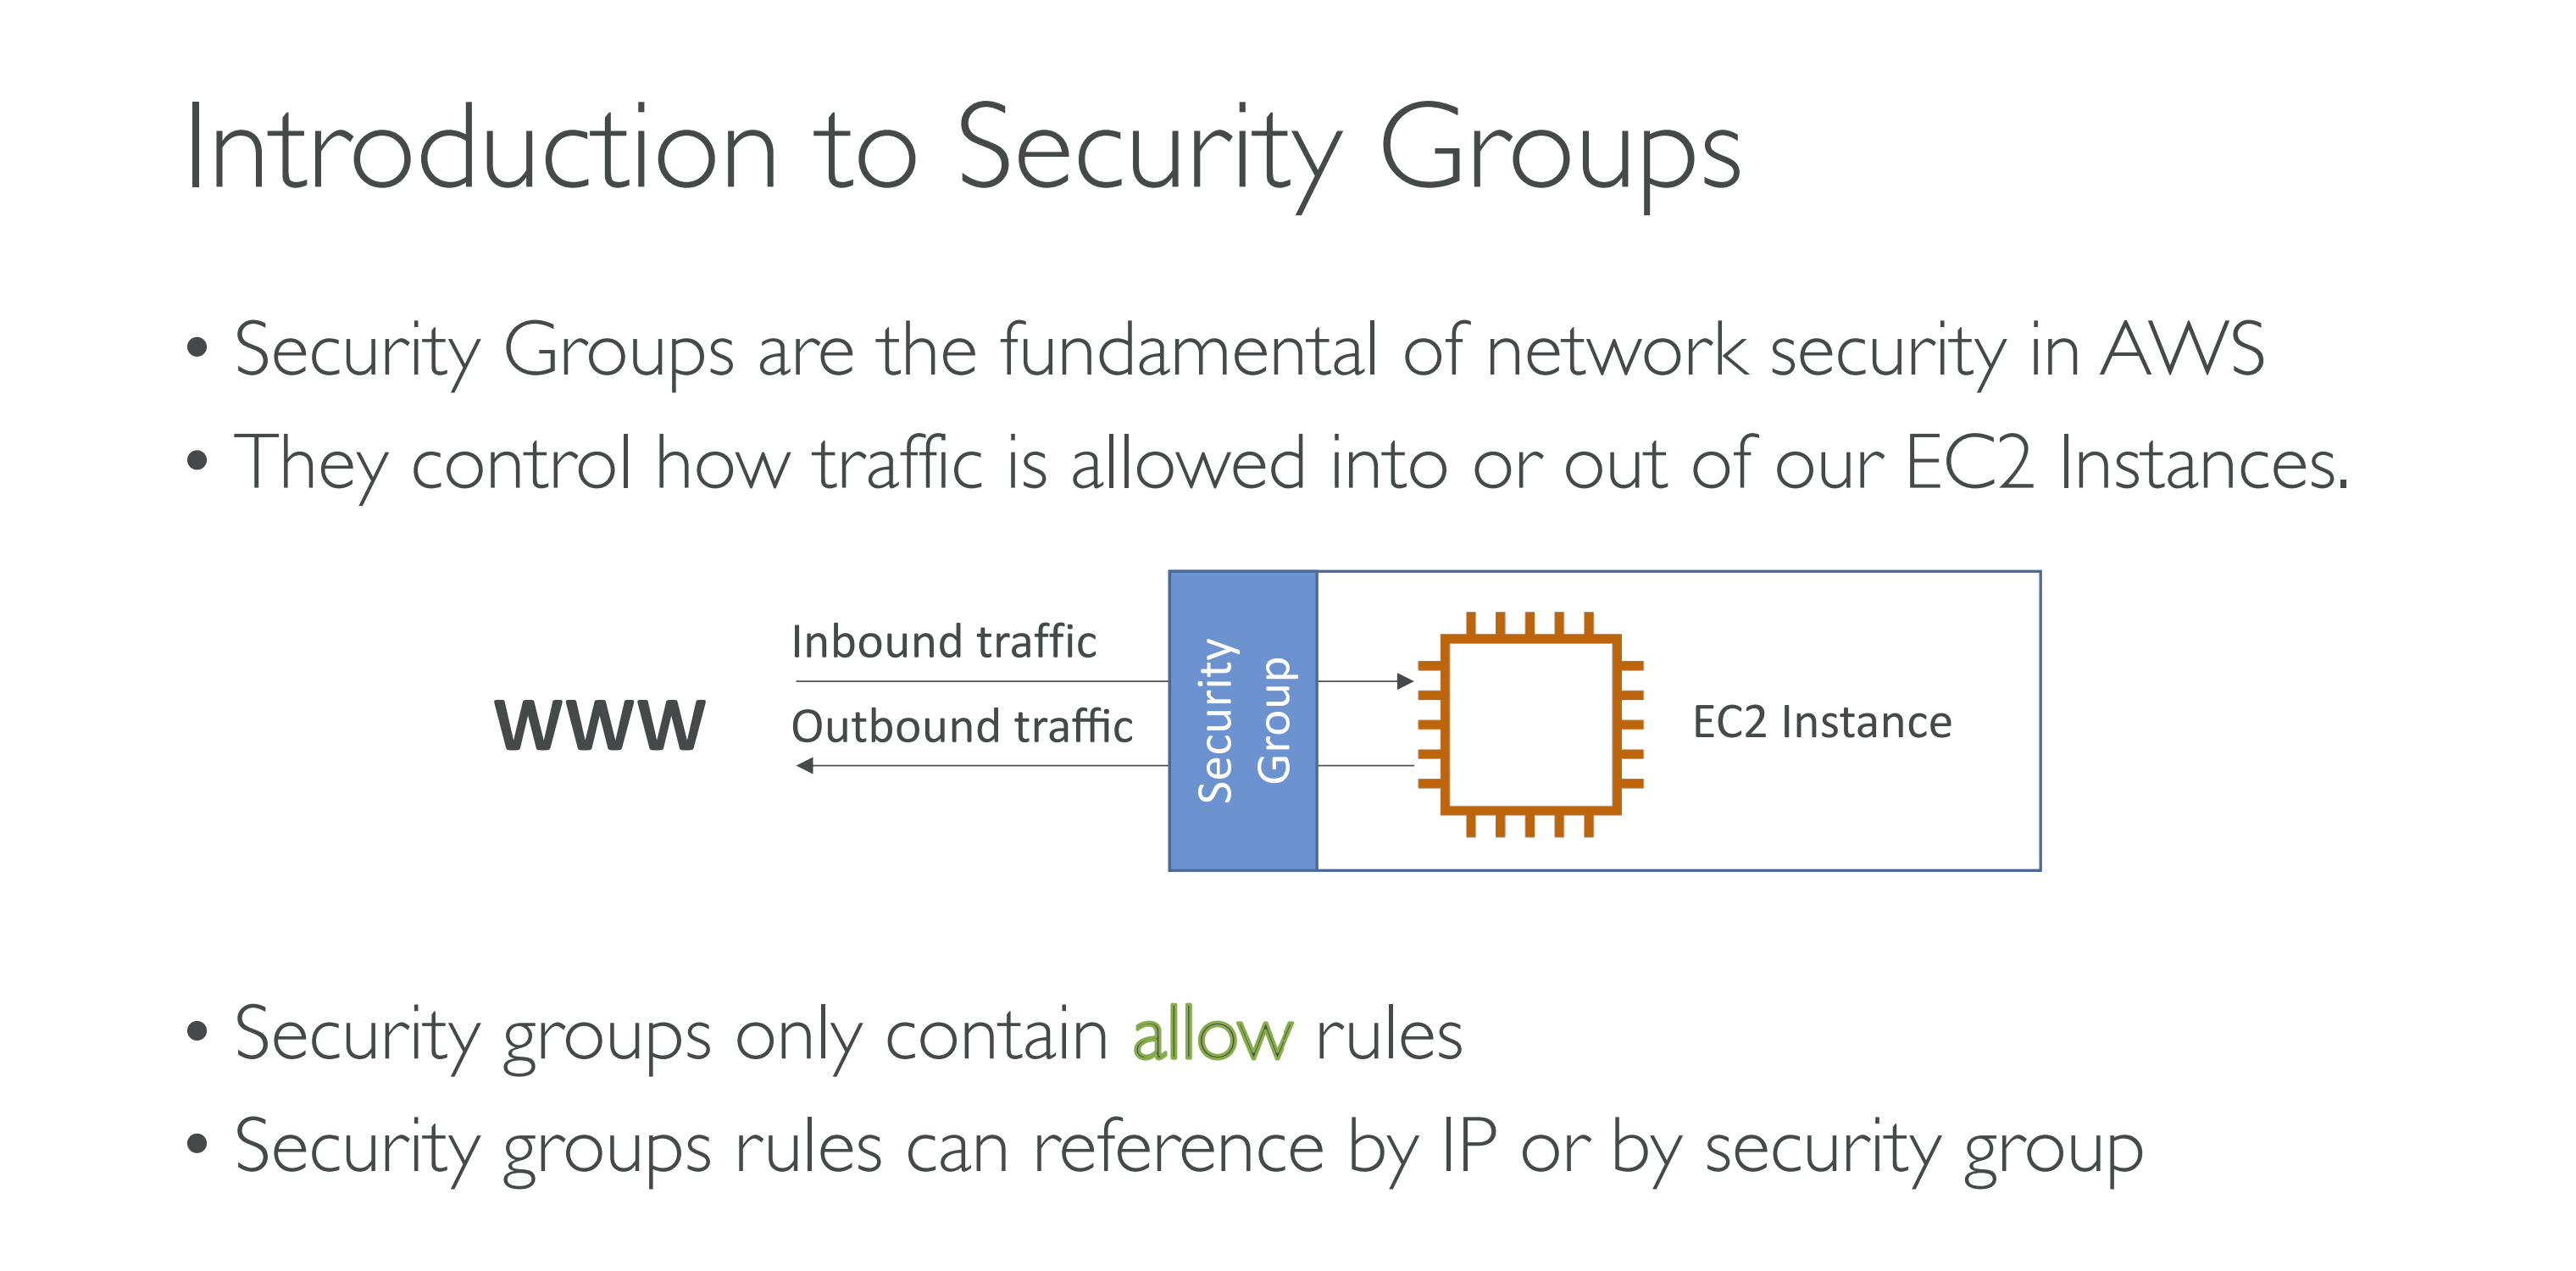 Introduction to Security Groups
• Security Groups are the fundamental of network security in AWS
• They control how traffic is allowed into or out of our EC2 Instances.
WWW
Inbound traffic
Outbound traffic
Security
Group
EC2 Instance
• Security groups only contain allow rules
• Security groups rules can reference by IP or by security group